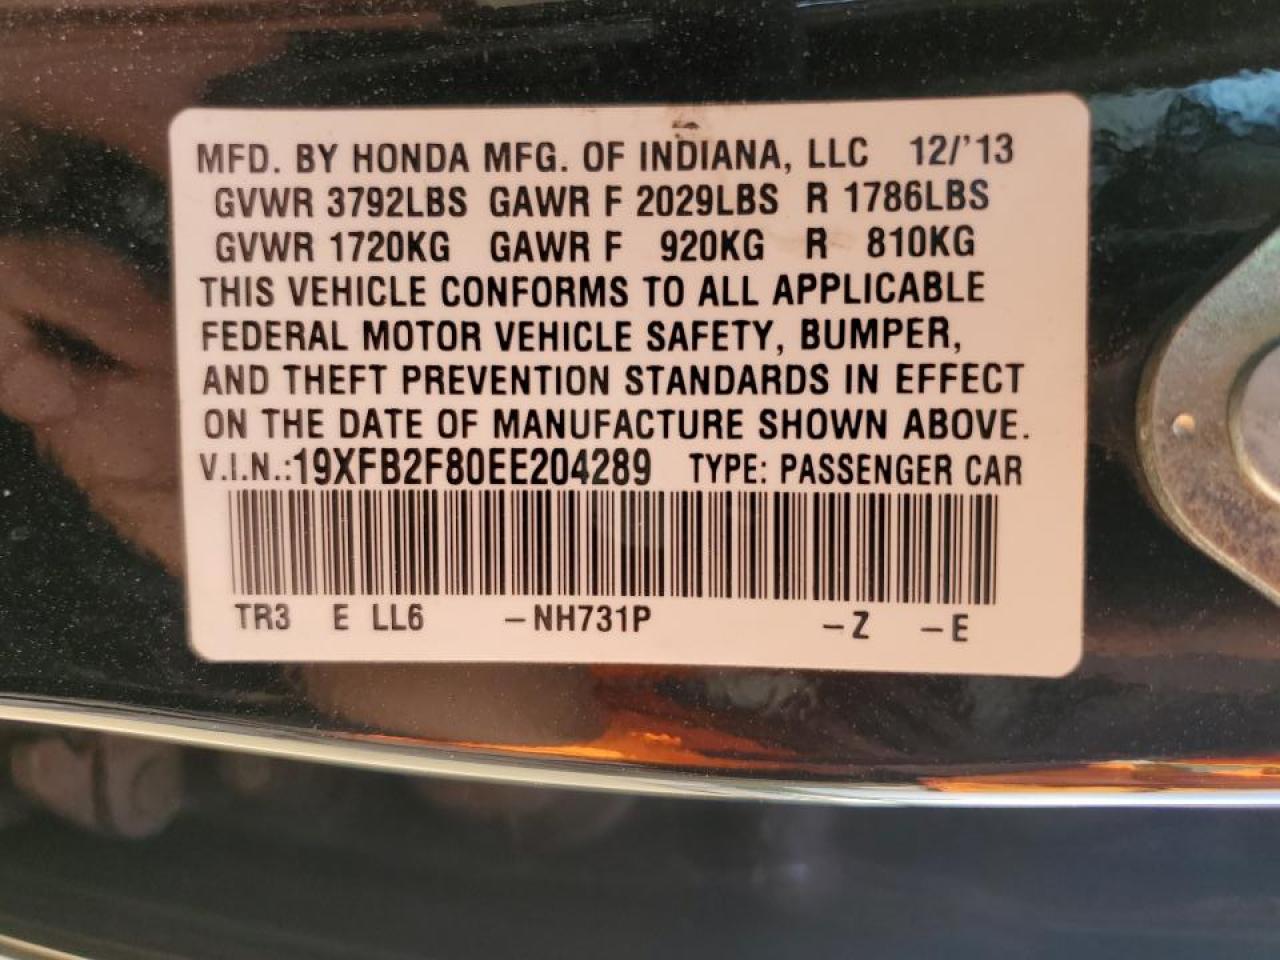 MFD. BY HONDA MFG. OF INDIANA, LLC 12/'13
GVWR 3792LBS GAWR F 2029LBS R 1786LBS
GVWR 1720KG GAWR F 920KG R 810KG
THIS VEHICLE CONFORMS TO ALL APPLICABLE
FEDERAL MOTOR VEHICLE SAFETY, BUMPER,
AND THEFT PREVENTION STANDARDS IN EFFECT
ON THE DATE OF MANUFACTURE SHOWN ABOVE.
V.I.N.:19XFB2F80EE204289 TYPE: PASSENGER CAR
TR3 E LL6 –NH731P –Z –E